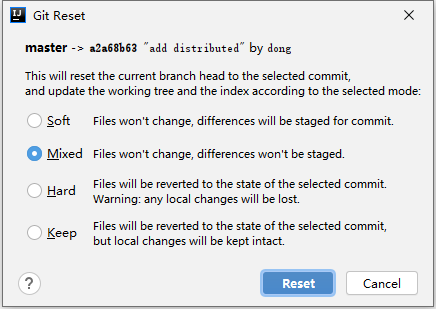 IJ Git Reset
master -> a2a68b63 "add distributed" by dong
This will reset the current branch head to the selected commit,
and update the working tree and the index according to the selected mode:
Soft Files won't change, differences will be staged for commit.
Mixed Files won't change, differences won't be staged.
Hard Files will be reverted to the state of the selected commit.
Warning: any local changes will be lost.
Keep Files will be reverted to the state of the selected commit,
but local changes will be kept intact.
? Reset Cancel